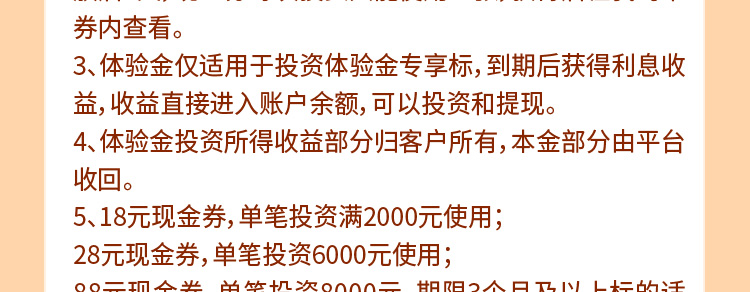 券内查看。
3、体验金仅适用于投资体验金专享标，到期后获得利息收
益，收益直接进入账户余额，可以投资和提现。
4、体验金投资所得收益部分归客户所有，本金部分由平台
收回。
5、18元现金券，单笔投资满2000元使用；
28元现金券，单笔投资6000元使用；
88元现金券，单笔投资8000元，期限3个月及以上标的适